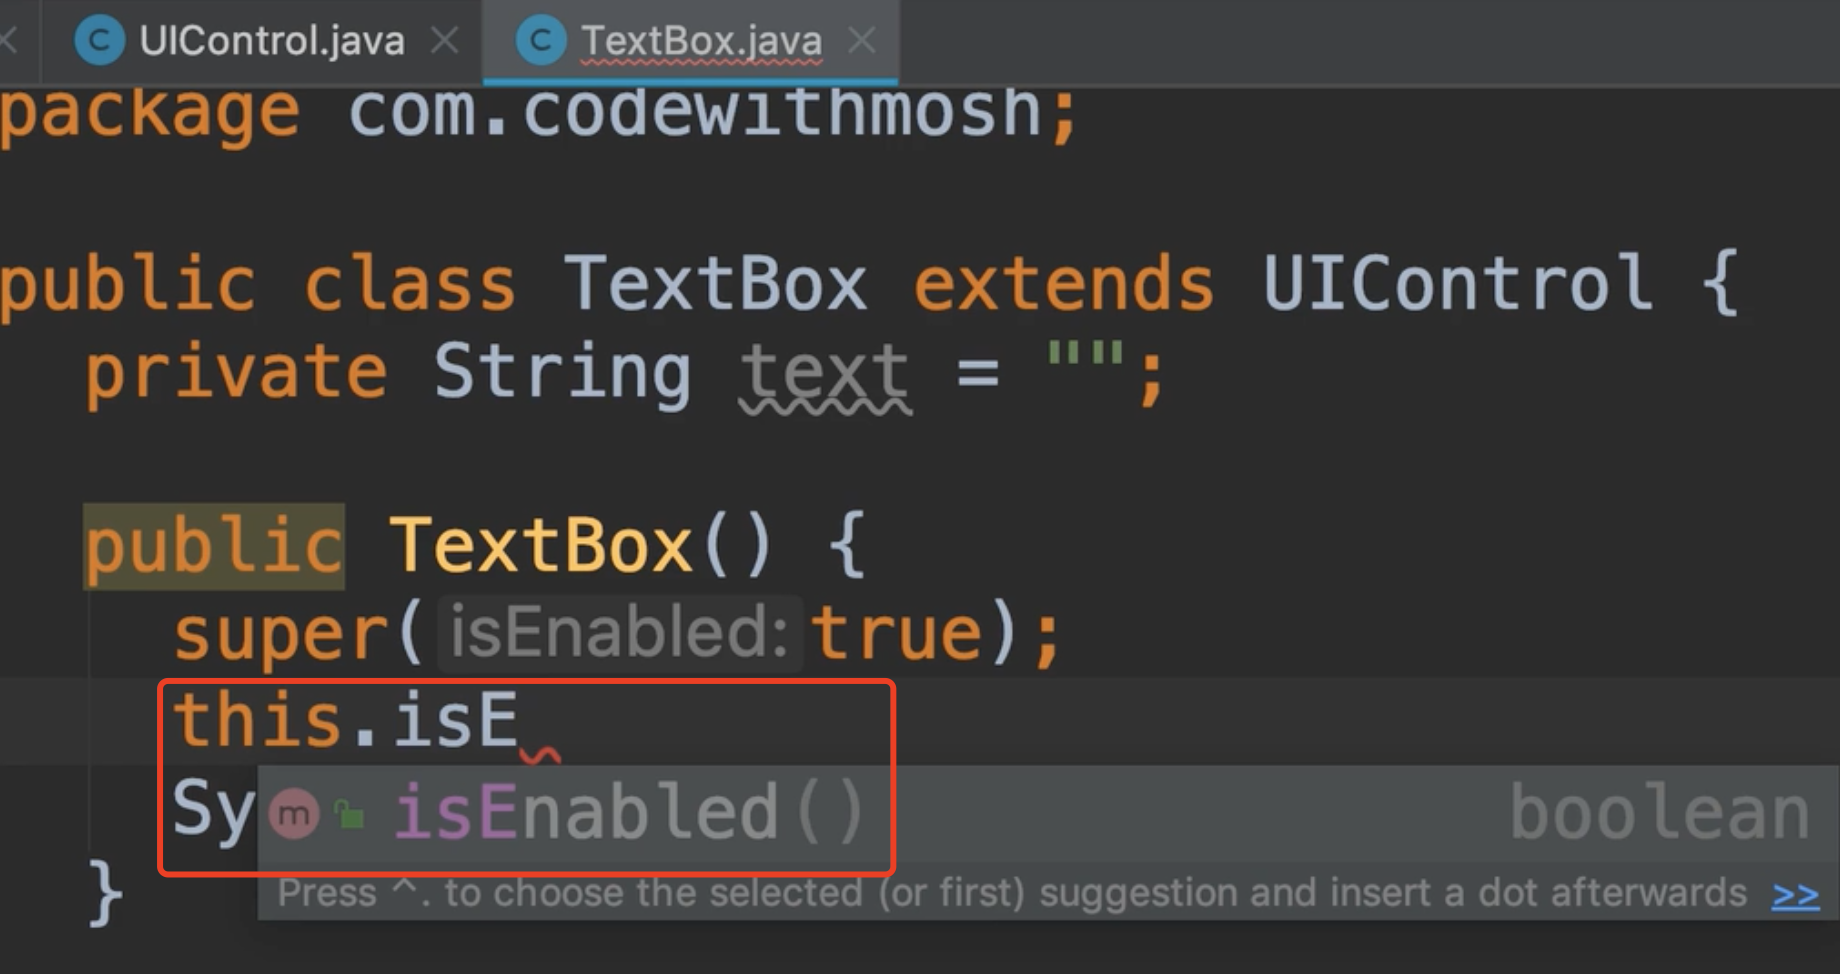 UIControl.java TextBox.java
package com.codewithmosh;
public class TextBox extends UIControl {
private String text = "";
public TextBox() {
super( isEnabled: true);
this.isE
Sy m isEnabled() boolean
} Press ^. to choose the selected (or first) suggestion and insert a dot afterwards >>